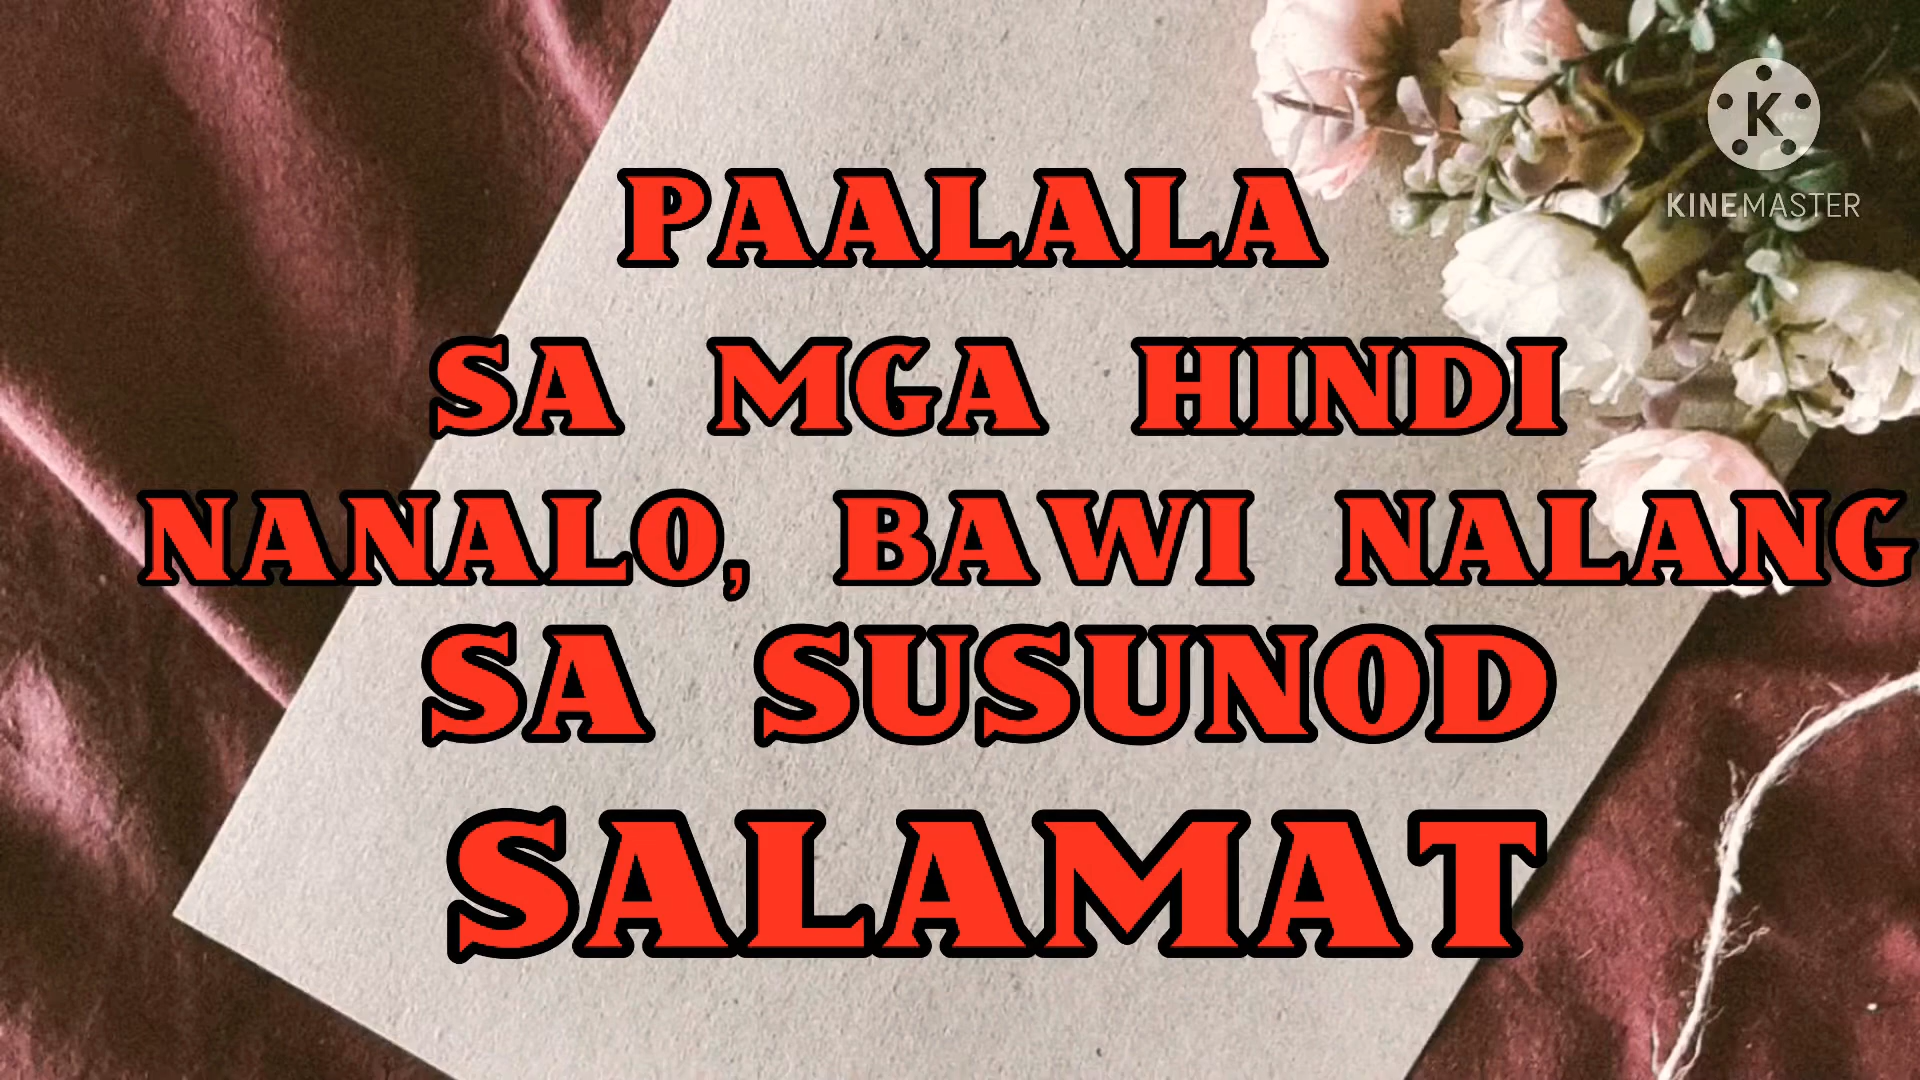 K
KINEMASTER
PAALALA
SA MGA HINDI
NANALO, BAWI NALANG
SA SUSUNOD
SALAMAT